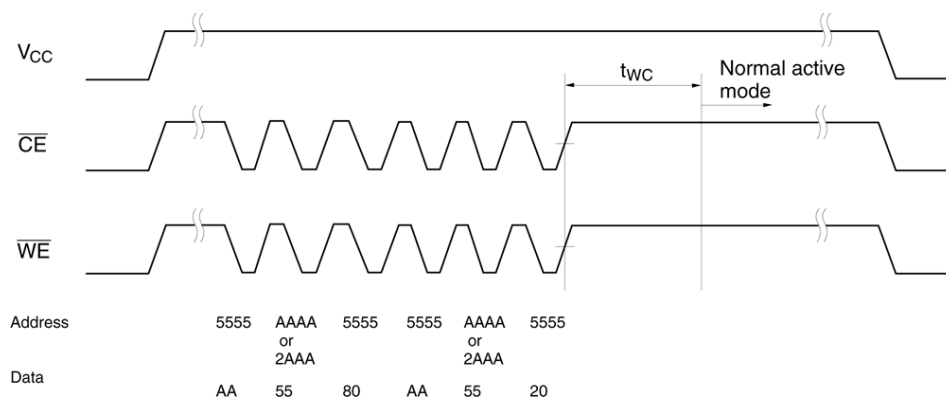 VCC
tWC
Normal active
mode
CE
WE
Address 5555 AAAA 5555 5555 AAAA 5555
or or
2AAA 2AAA
Data AA 55 80 AA 55 20